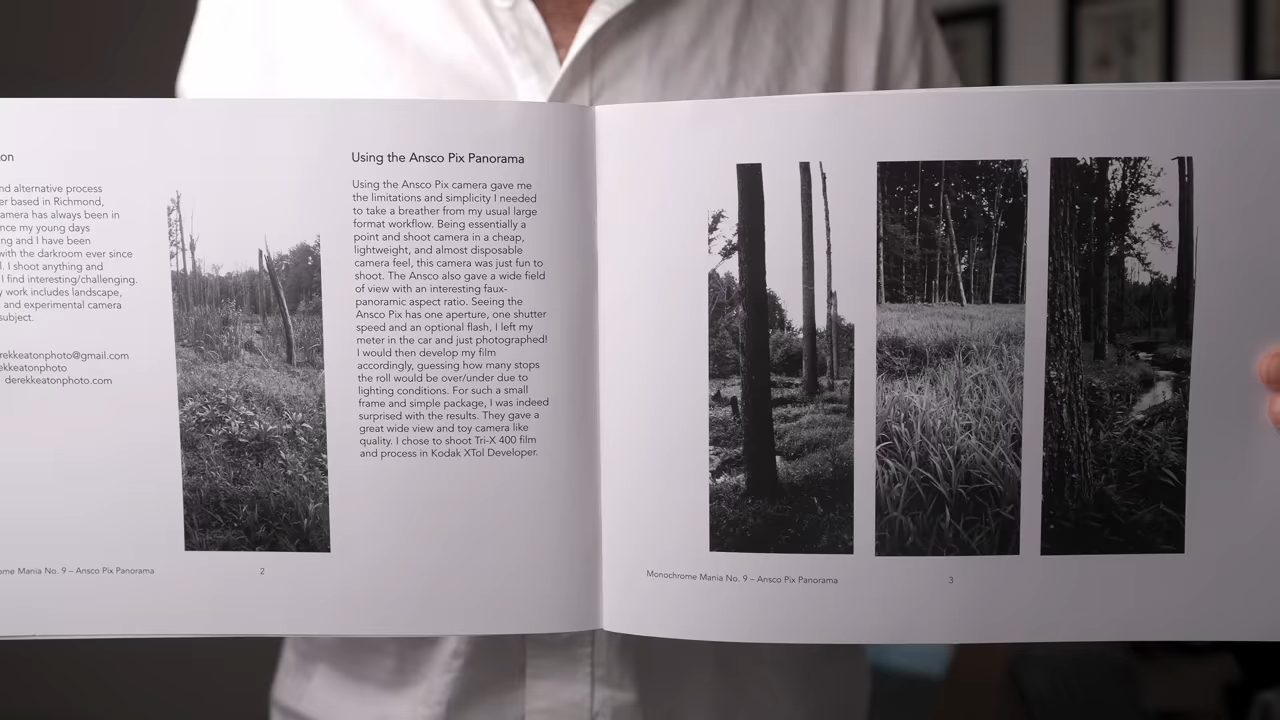 on
nd alternative process
er based in Richmond,
amera has always been in
nce my young days
ng and I have been
with the darkroom ever since
l. I shoot anything and
I find interesting/challenging.
y work includes landscape,
and experimental camera
subject.
rekkeatonphoto@gmail.com
ekkeatonphoto
derekkeatonphoto.com
ome Mania No. 9 – Ansco Pix Panorama
2
Using the Ansco Pix Panorama
Using the Ansco Pix camera gave me
the limitations and simplicity I needed
to take a breather from my usual large
format workflow. Being essentially a
point and shoot camera in a cheap,
lightweight, and almost disposable
camera feel, this camera was just fun to
shoot. The Ansco also gave a wide field
of view with an interesting faux-
panoramic aspect ratio. Seeing the
Ansco Pix has one aperture, one shutter
speed and an optional flash, I left my
meter in the car and just photographed!
I would then develop my film
accordingly, guessing how many stops
the roll would be over/under due to
lighting conditions. For such a small
frame and simple package, I was indeed
surprised with the results. They gave a
great wide view and toy camera like
quality. I chose to shoot Tri-X 400 film
and process in Kodak XTol Developer.
Monochrome Mania No. 9 – Ansco Pix Panorama
3